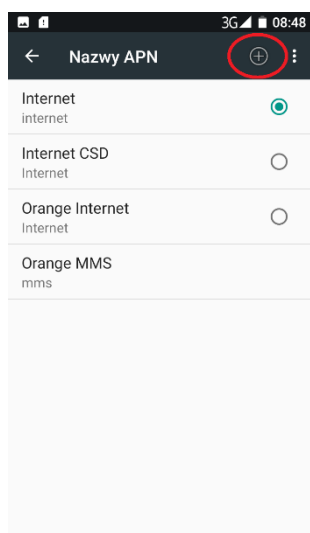 3G 08:48
Nazwy APN
Internet
internet
Internet CSD
Internet
Orange Internet
Internet
Orange MMS
mms